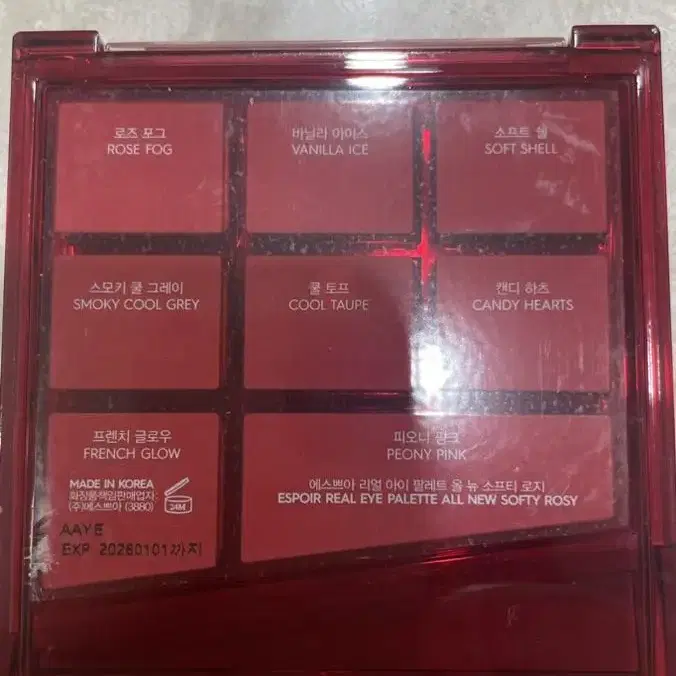 로즈 포그
ROSE FOG
바닐라 아이스
VANILLA ICE
소프트 쉘
SOFT SHELL
스모키 쿨 그레이
SMOKY COOL GREY
쿨 토프
COOL TAUPE
캔디 하츠
CANDY HEARTS
프렌치 글로우
FRENCH GLOW
피오니 핑크
PEONY PINK
MADE IN KOREA
화장품책임판매업자:
(주)에스쁘아 (3880)
24M
에스쁘아 리얼 아이 팔레트 올 뉴 소프티 로지
ESPOIR REAL EYE PALETTE ALL NEW SOFTY ROSY
AAYE
EXP 20260101까지